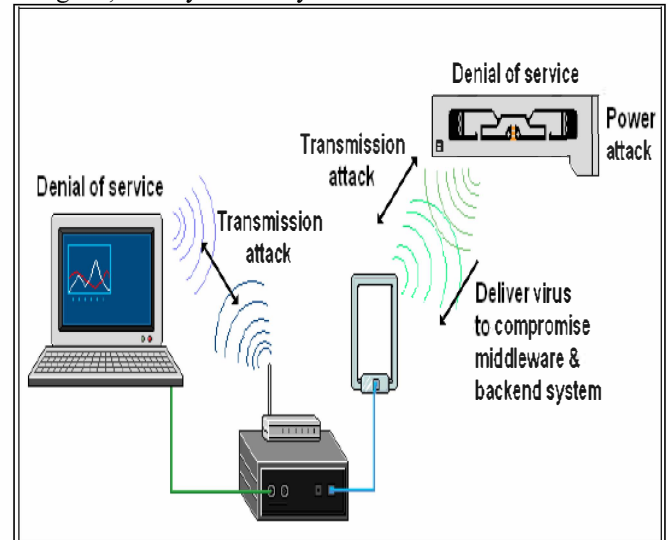 Denial of service
Power
attack
Transmission
attack
Denial of service
Transmission
attack
Deliver virus
to compromise
middleware &
backend system